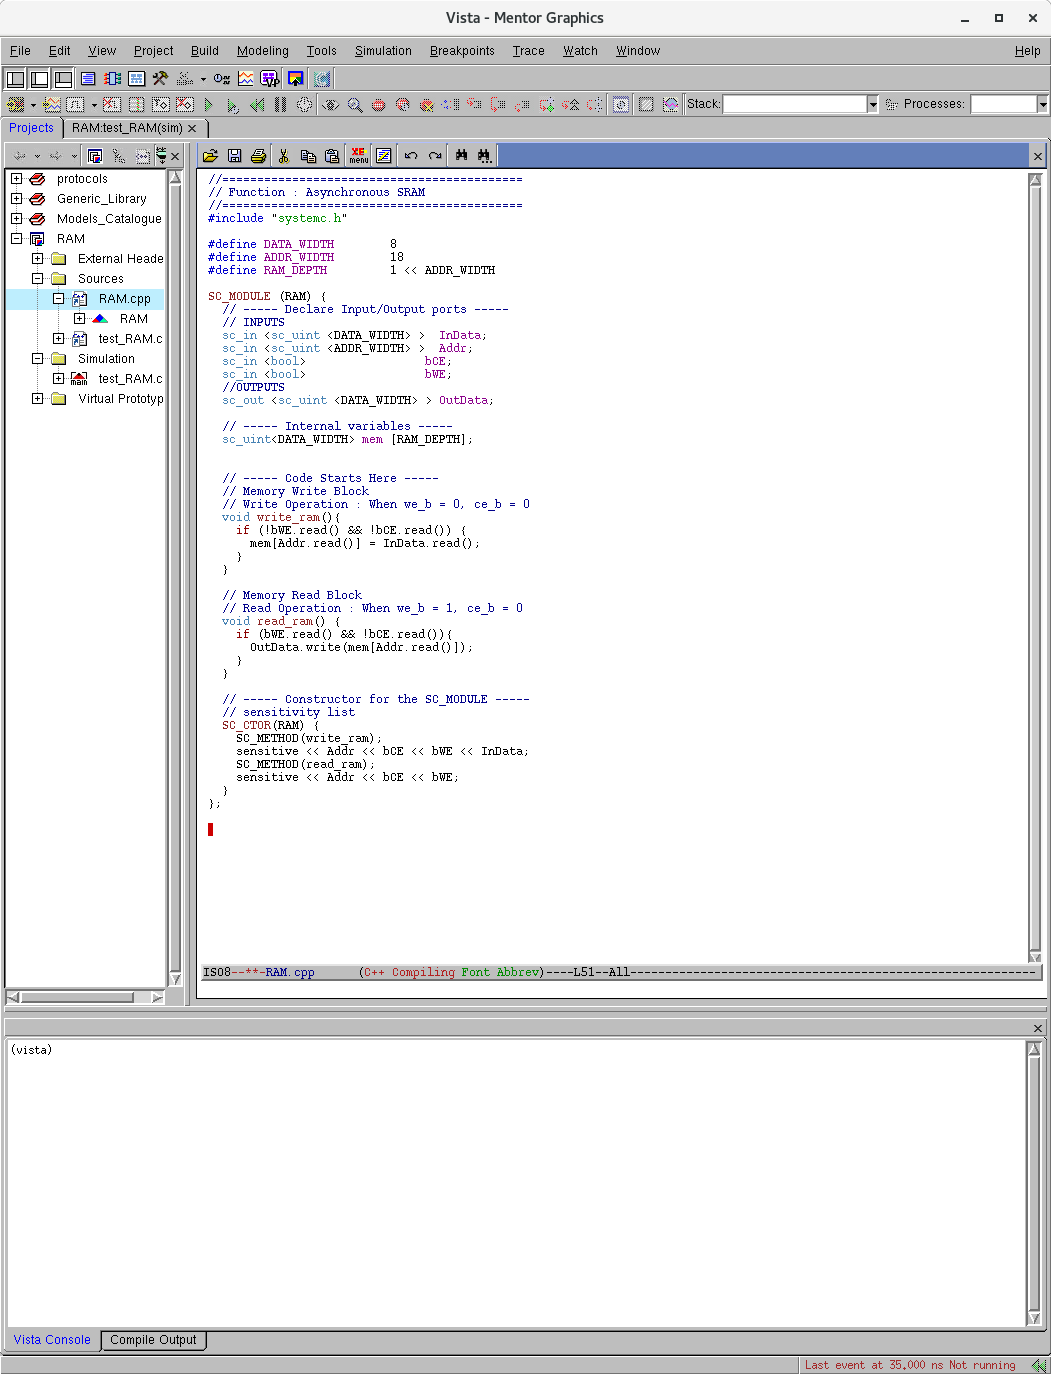 Vista - Mentor Graphics
File Edit View Project Build Modeling Tools Simulation Breakpoints Trace Watch Window Help
Stack: Processes:
Projects RAM:test_RAM(sim)
XE menu
protocols
Generic_Library
Models_Catalogue
RAM
External Heade
Sources
RAM.cpp
RAM
test_RAM.c
Simulation
test_RAM.c
Virtual Prototyp
//===========================================
// Function : Asynchronous SRAM
//===========================================
#include "systemc.h"
#define DATA_WIDTH        8
#define ADDR_WIDTH        18
#define RAM_DEPTH         1 << ADDR_WIDTH
SC_MODULE (RAM) {
  // ----- Declare Input/Output ports -----
  // INPUTS
  sc_in <sc_uint <DATA_WIDTH> >  InData;
  sc_in <sc_uint <ADDR_WIDTH> >  Addr;
  sc_in <bool>                 bCE;
  sc_in <bool>                 bWE;
  //OUTPUTS
  sc_out <sc_uint <DATA_WIDTH> > OutData;
  // ----- Internal variables -----
  sc_uint<DATA_WIDTH> mem [RAM_DEPTH];
  // ----- Code Starts Here -----
  // Memory Write Block
  // Write Operation : When we_b = 0, ce_b = 0
  void write_ram(){
    if (!bWE.read() && !bCE.read()) {
      mem[Addr.read()] = InData.read();
    }
  }
  // Memory Read Block
  // Read Operation : When we_b = 1, ce_b = 0
  void read_ram() {
    if (bWE.read() && !bCE.read()){
      OutData.write(mem[Addr.read()]);
    }
  }
  // ----- Constructor for the SC_MODULE -----
  // sensitivity list
  SC_CTOR(RAM) {
    SC_METHOD(write_ram);
    sensitive << Addr << bCE << bWE << InData;
    SC_METHOD(read_ram);
    sensitive << Addr << bCE << bWE;
  }
};
ISO8--**-RAM.cpp      (C++ Compiling Font Abbrev)----L51--All----------------------------------------------------------
(vista)
Vista Console Compile Output
Last event at 35.000 ns Not running